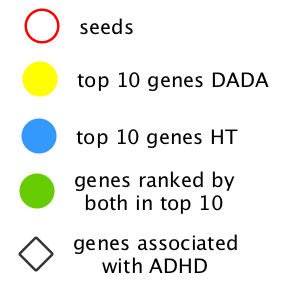 seeds
top 10 genes DADA
top 10 genes HT
genes ranked by
both in top 10
genes associated
with ADHD